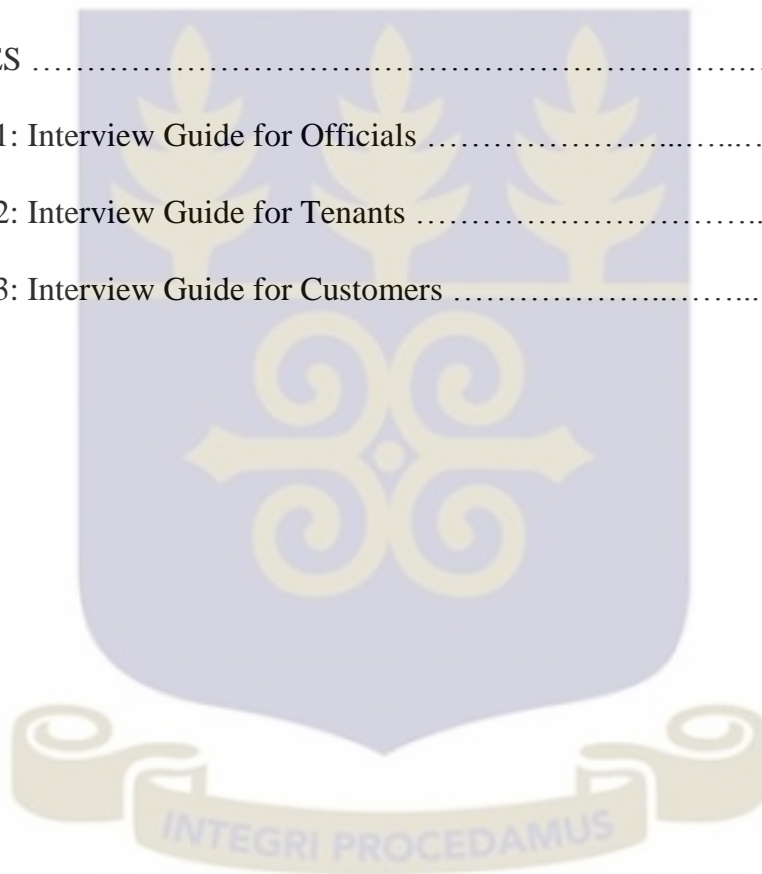 ES ……………………………………………………………………
1: Interview Guide for Officials …………………...…...…
2: Interview Guide for Tenants ……………………………..
3: Interview Guide for Customers ………………...……...
INTEGRI PROCEDAMUS